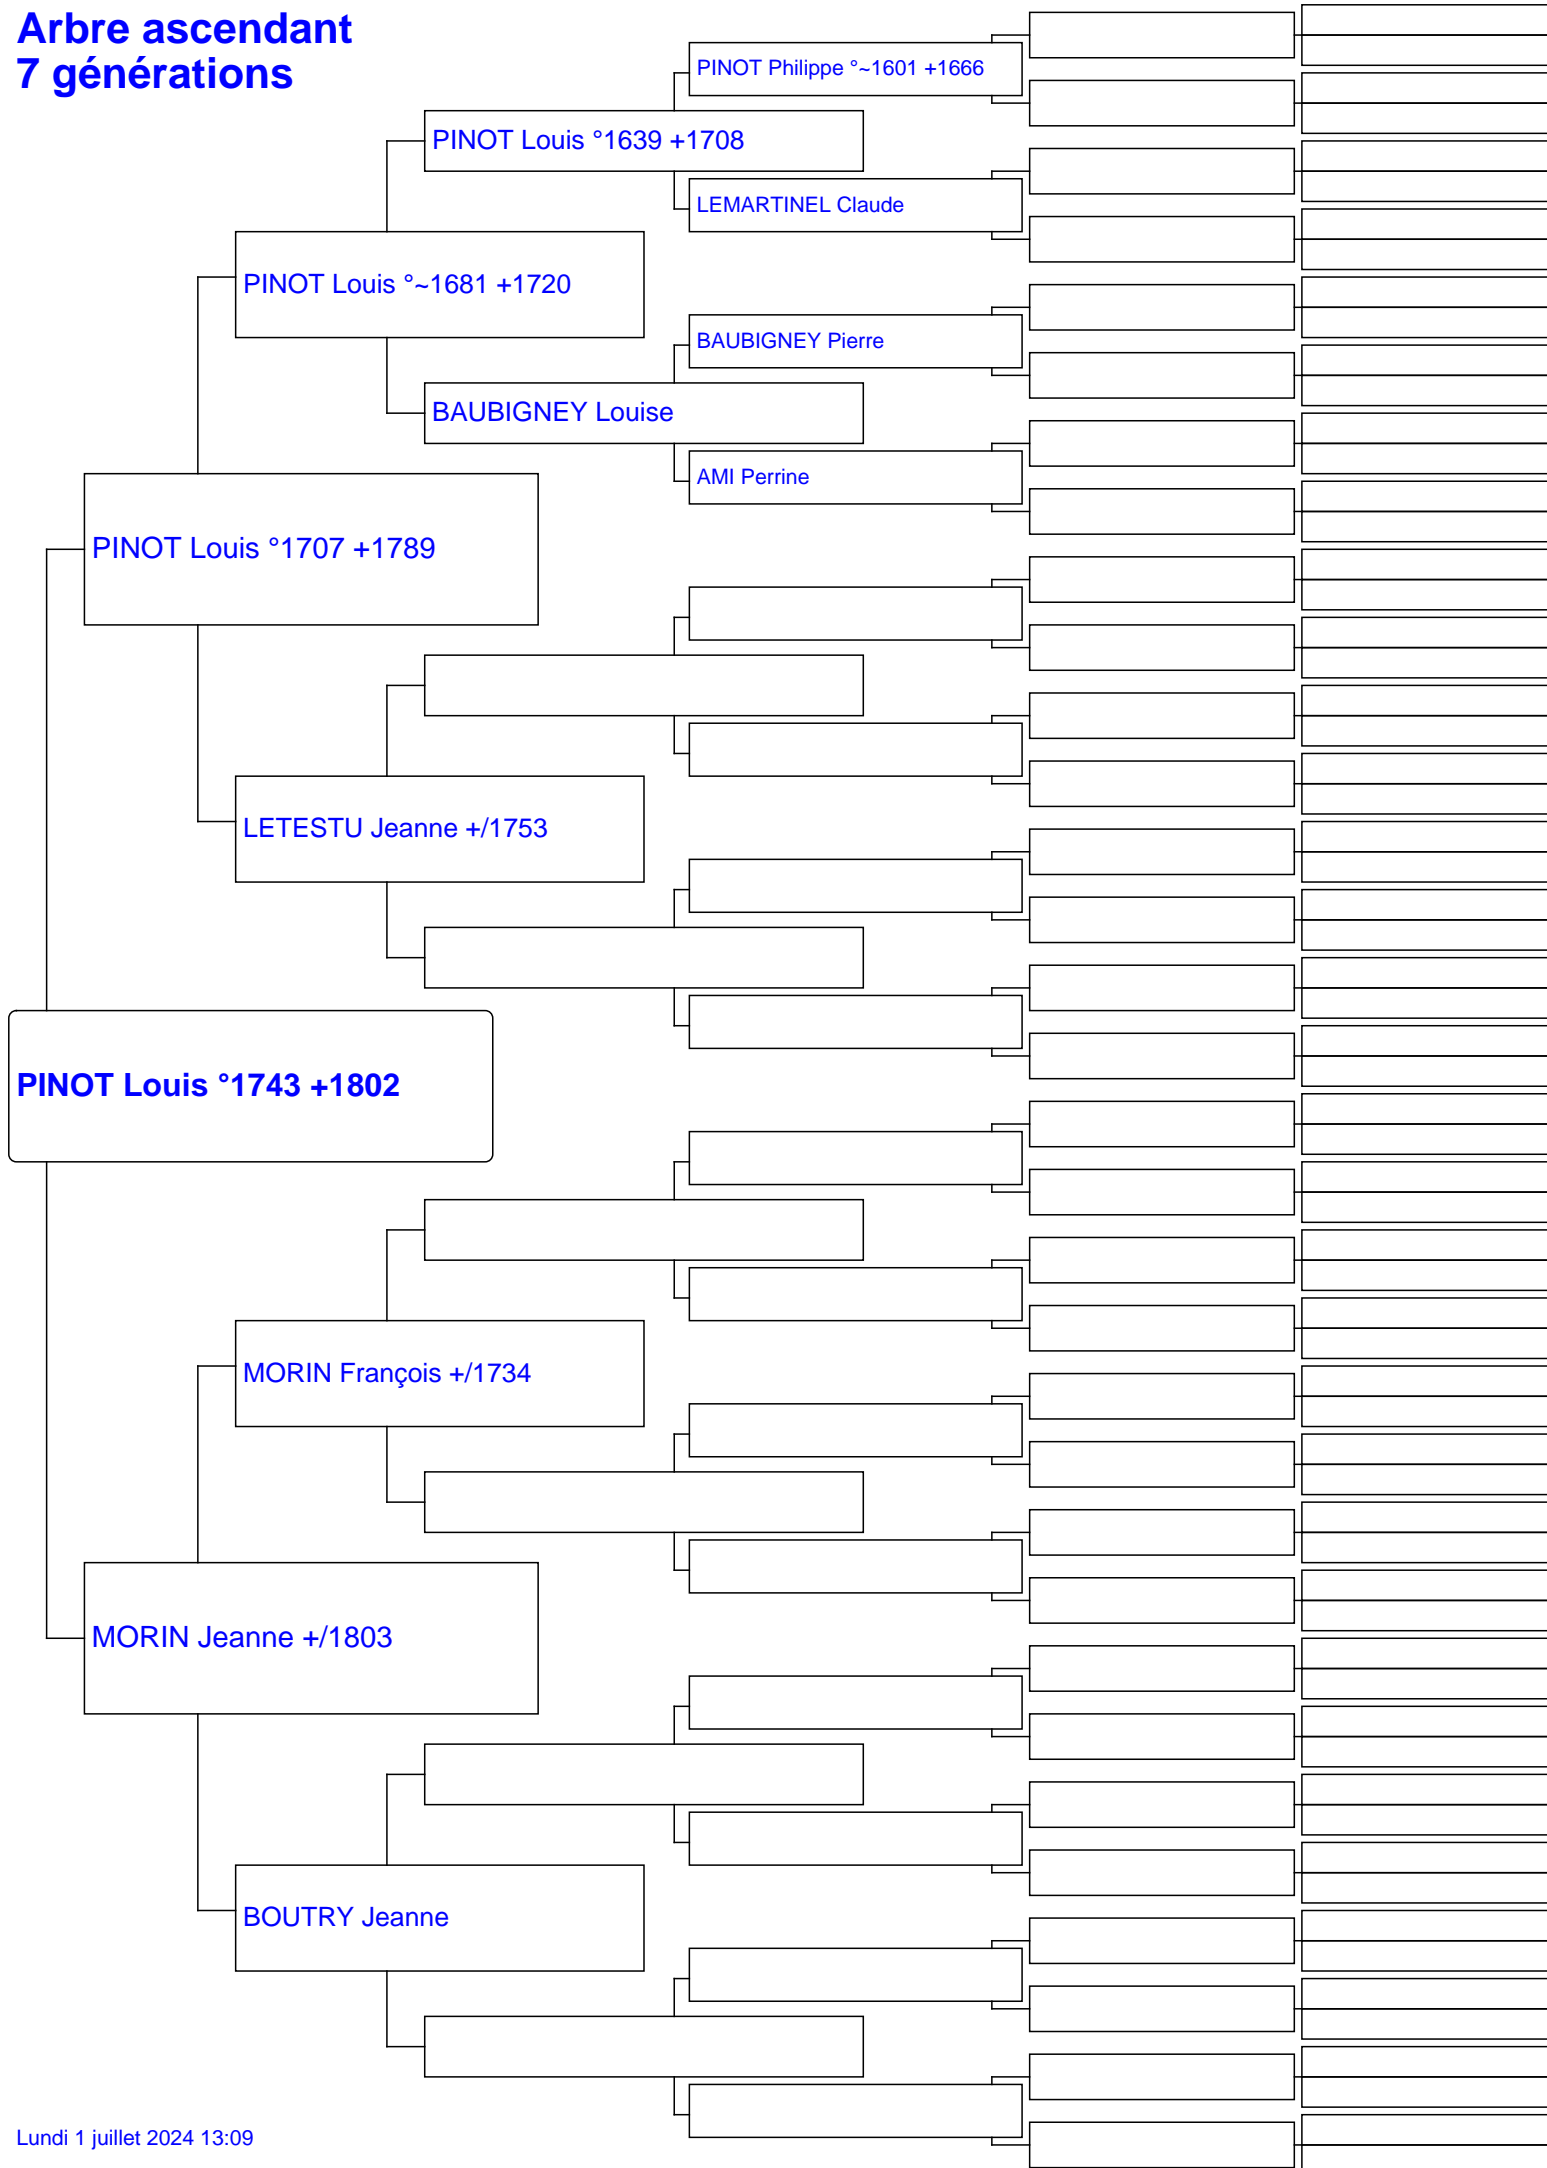 Arbre ascendant
7 générations
PINOT Philippe °~1601 +1666
PINOT Louis °1639 +1708
LEMARTINEL Claude
PINOT Louis °~1681 +1720
BAUBIGNEY Pierre
BAUBIGNEY Louise
AMI Perrine
PINOT Louis °1707 +1789
LETESTU Jeanne +/1753
PINOT Louis °1743 +1802
MORIN François +/1734
MORIN Jeanne +/1803
BOUTRY Jeanne
Lundi 1 juillet 2024 13:09